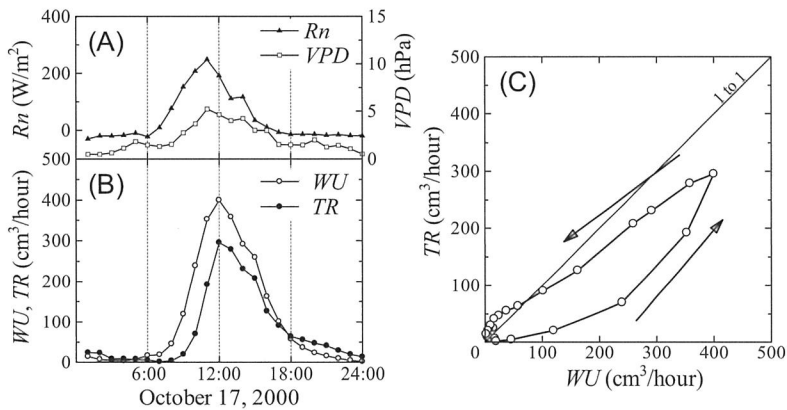 (A)
Rn
VPD
400
200
0
500
15
10
5
0
Rn (W/m²)
VPD (hPa)
(B)
WU
TR
400
300
200
100
0
WU, TR (cm³/hour)
6:00
12:00
18:00
24:00
October 17, 2000
(C)
1 to 1
500
400
300
200
100
0
TR (cm³/hour)
0
100
200
300
400
500
WU (cm³/hour)